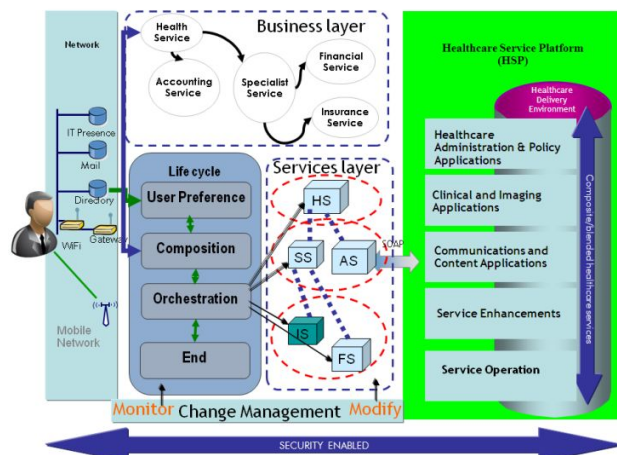 Network
IT Presence
Mail
Directory
WiFi
Gateway
Mobile
Network
Business layer
Health
Service
Accounting
Service
Specialist
Service
Financial
Service
Insurance
Service
Life cycle
User Preference
Composition
Orchestration
End
Services layer
HS
SS
AS
IS
FS
SOAP
Monitor
Change Management
Modify
Healthcare Service Platform
(HSP)
Healthcare
Delivery
Environment
Healthcare
Administration & Policy
Applications
Clinical and Imaging
Applications
Communications and
Content Applications
Service Enhancements
Service Operation
Composite/blended healthcare services
SECURITY ENABLED